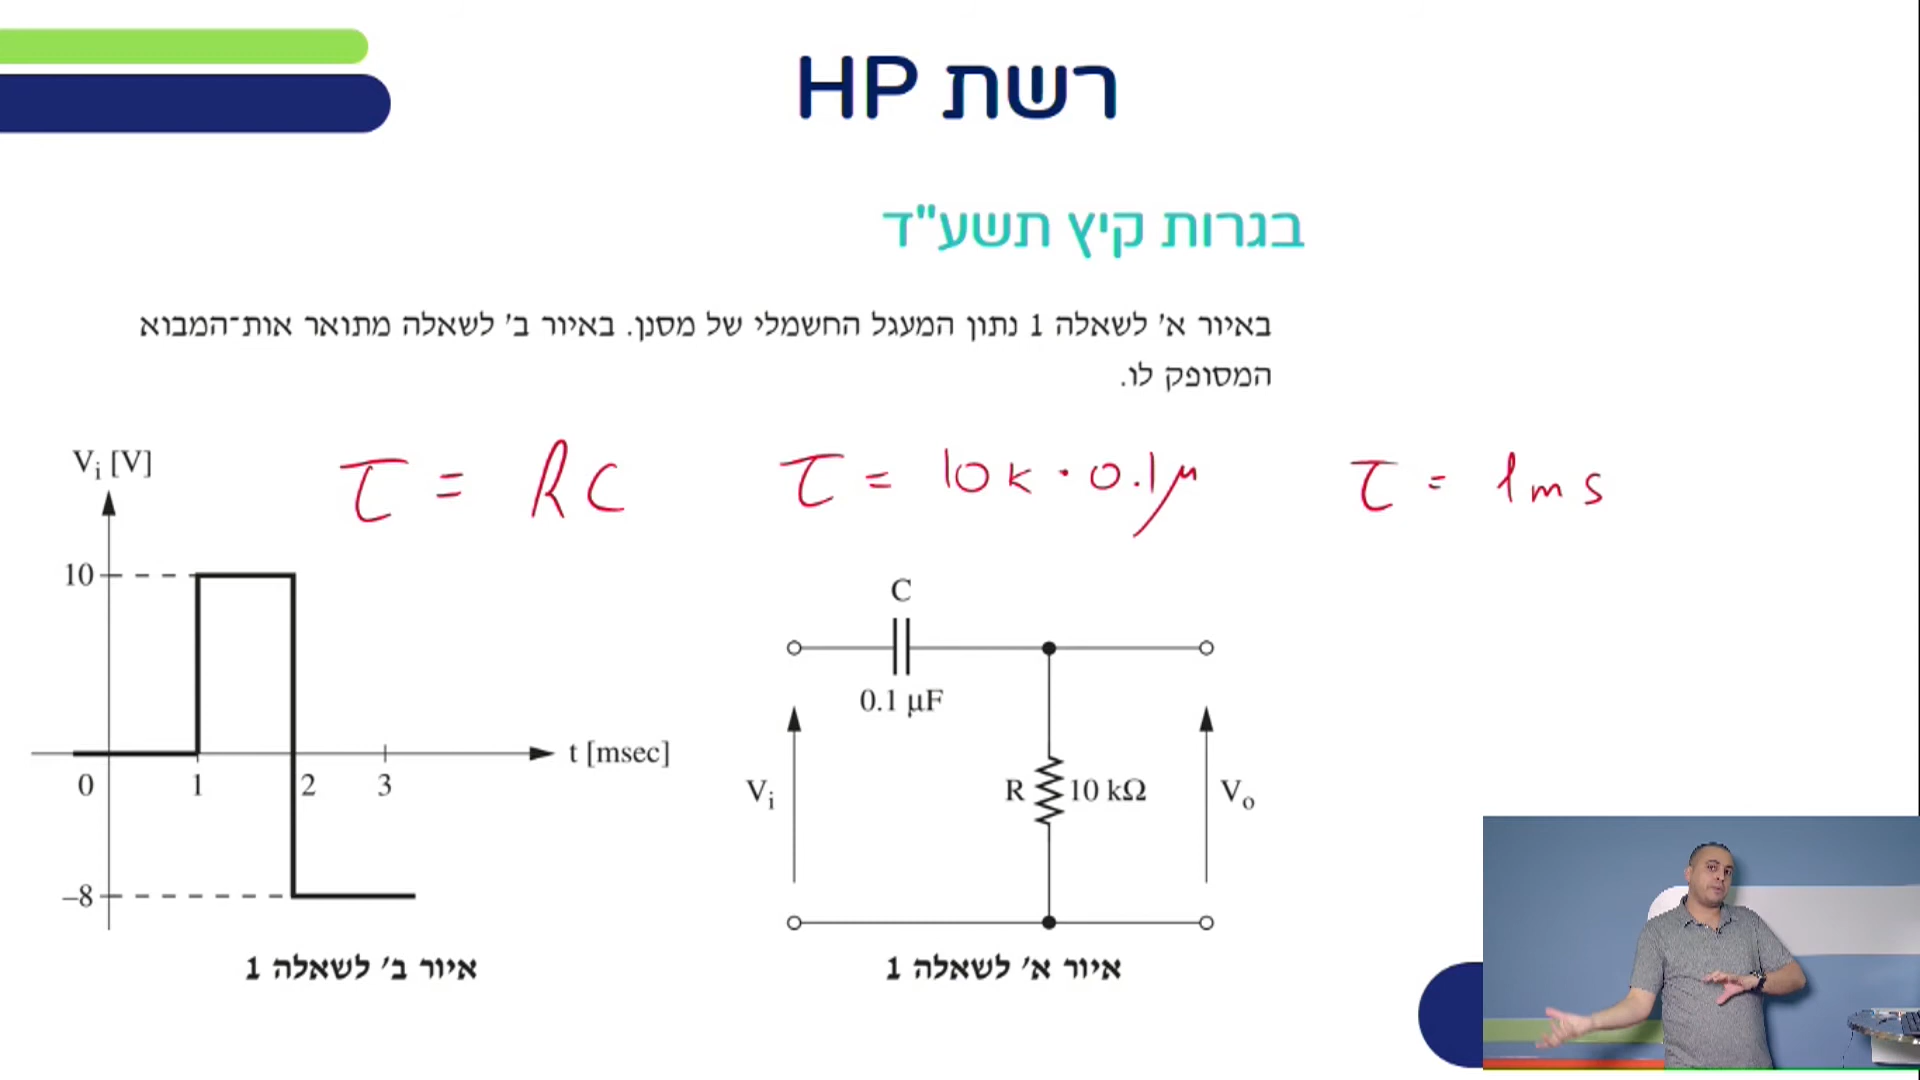 רשת HP
בגרות קיץ תשע"ד
באיור א' לשאלה 1 נתון המעגל החשמלי של מסנן. באיור ב' לשאלה מתואר אות־המבוא
המסופק לו.
τ = RC
τ = 10k · 0.1μ
τ = 1ms
Vi [V]
10
0
1
2
3
t [msec]
–8
איור ב' לשאלה 1
C
0.1 μF
Vi
R
10 kΩ
Vo
איור א' לשאלה 1